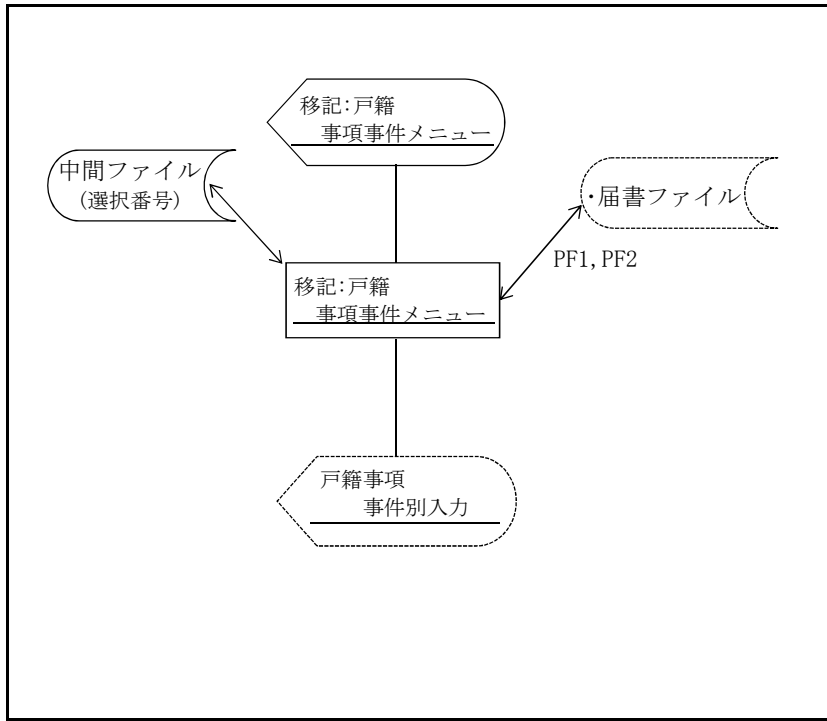 移記:戸籍
事項事件メニュー
中間ファイル
(選択番号)
・届書ファイル
PF1,PF2
移記:戸籍
事項事件メニュー
戸籍事項
事件別入力